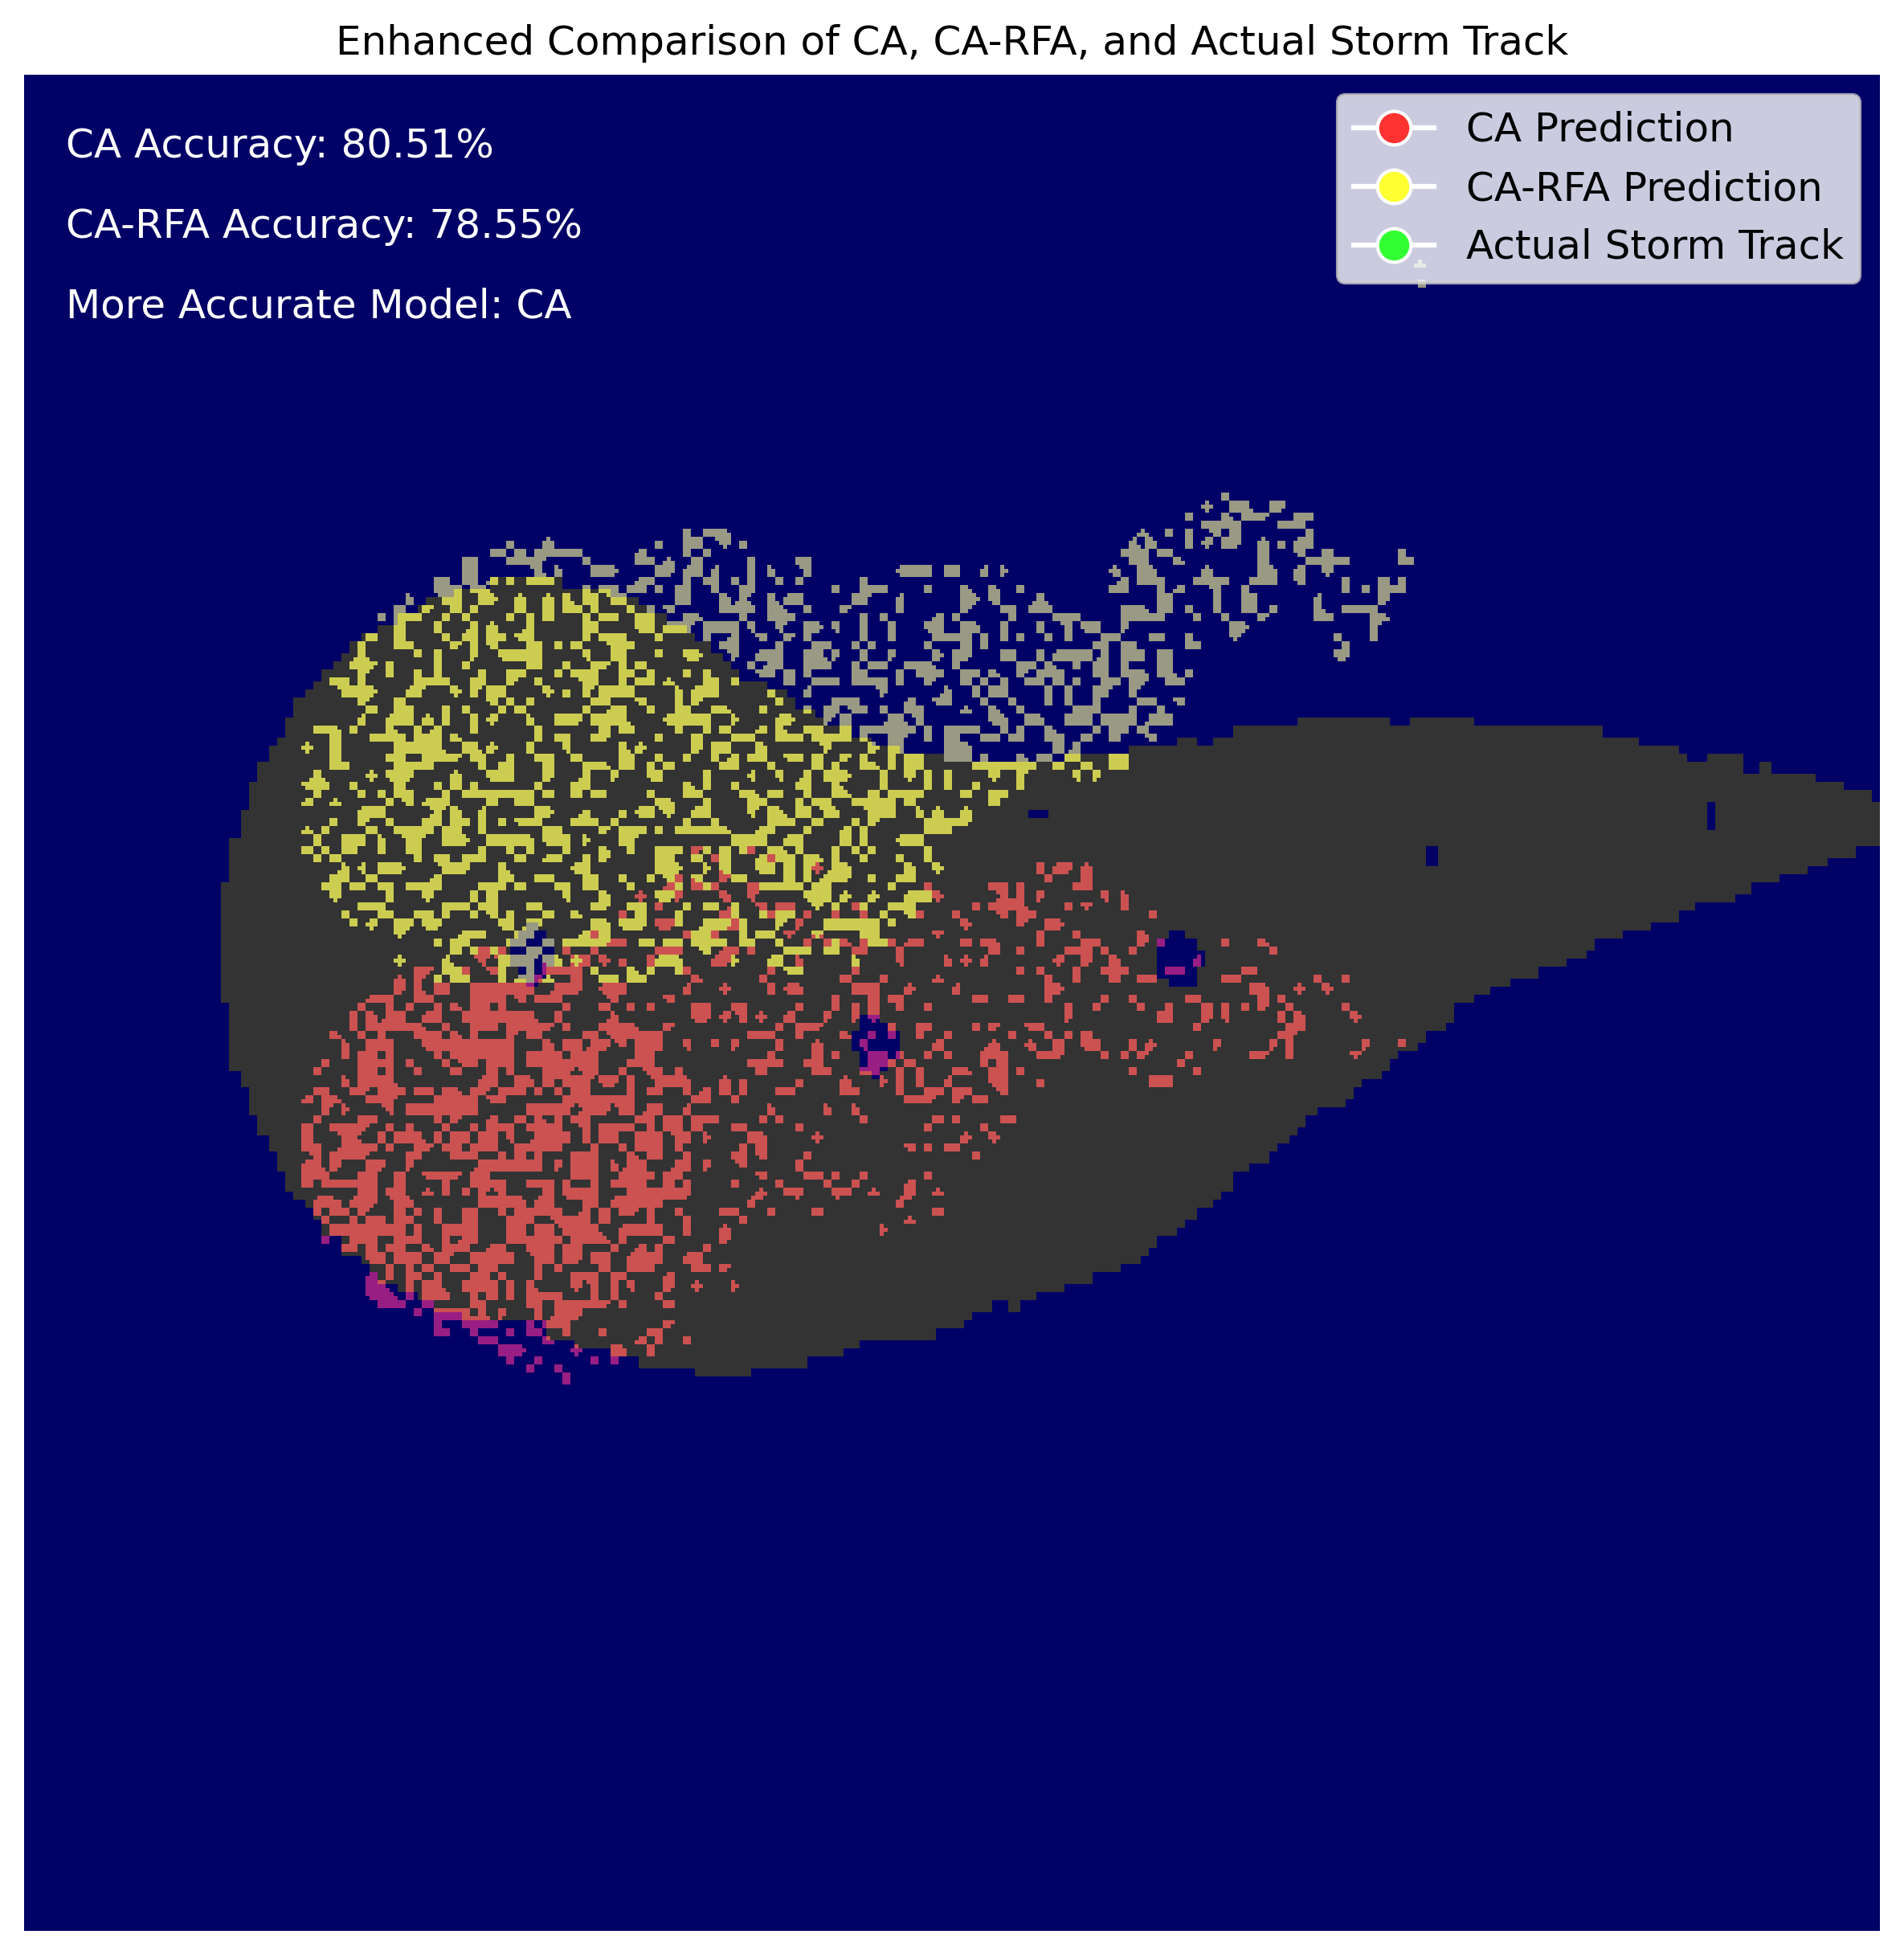 Enhanced Comparison of CA, CA-RFA, and Actual Storm Track
CA Accuracy: 80.51%
CA-RFA Accuracy: 78.55%
More Accurate Model: CA
CA Prediction
CA-RFA Prediction
Actual Storm Track